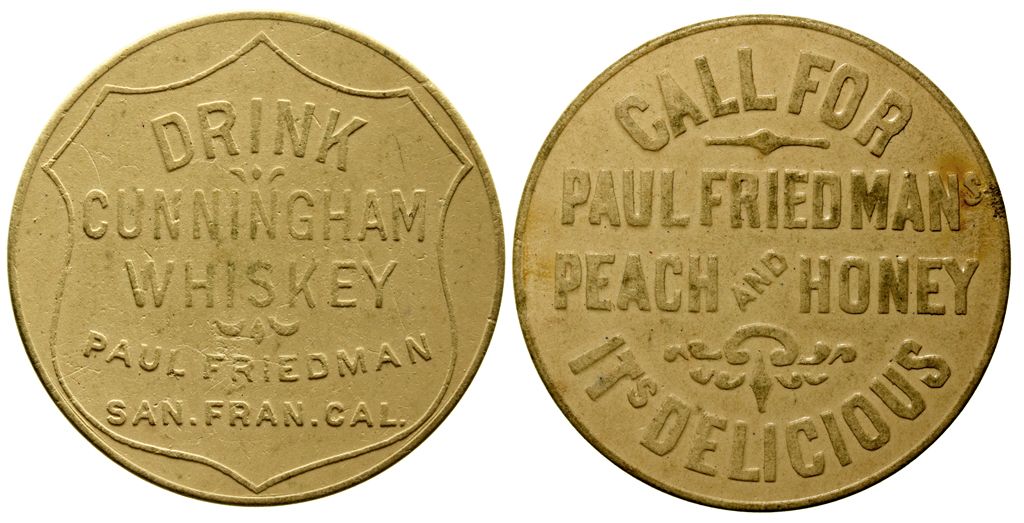 DRINK
CUNNINGHAM
WHISKEY
PAUL FRIEDMAN
SAN. FRAN. CAL.
CALL FOR
PAUL FRIEDMANS
PEACH AND HONEY
ITS DELICIOUS